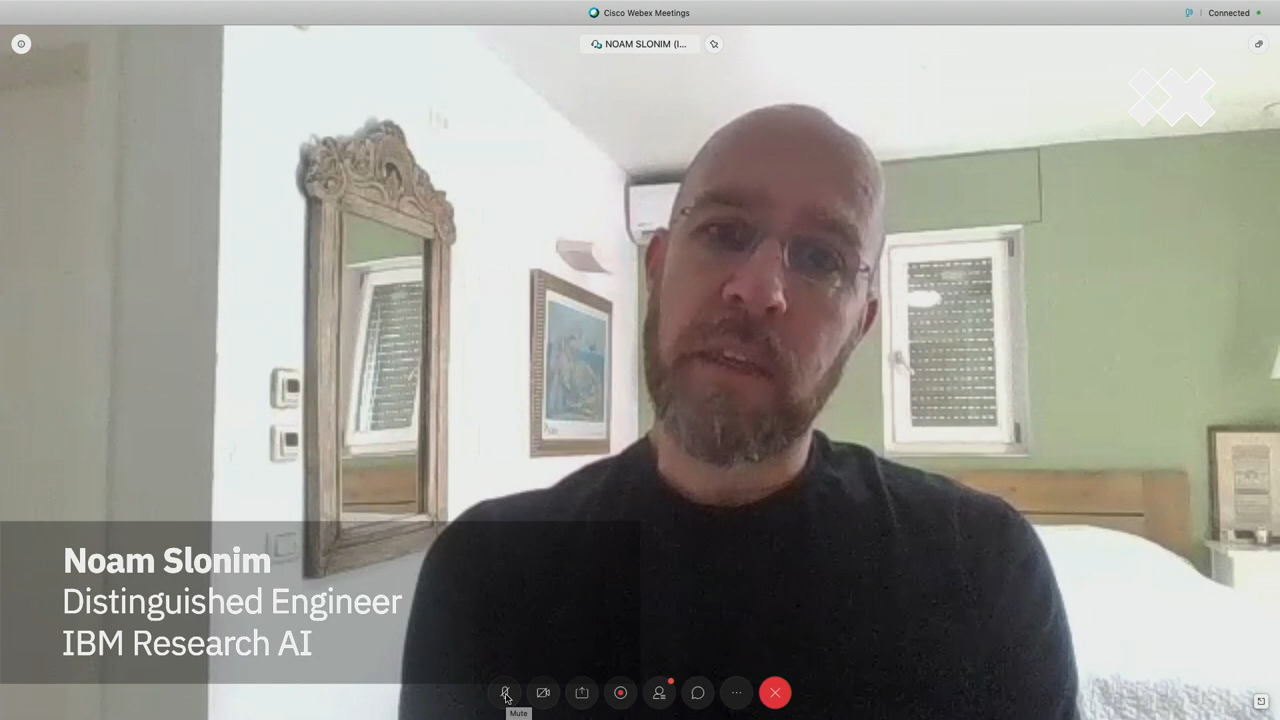 Cisco Webex Meetings
Connected
NOAM SLONIM (I...
Noam Slonim
Distinguished Engineer
IBM Research AI
Mute